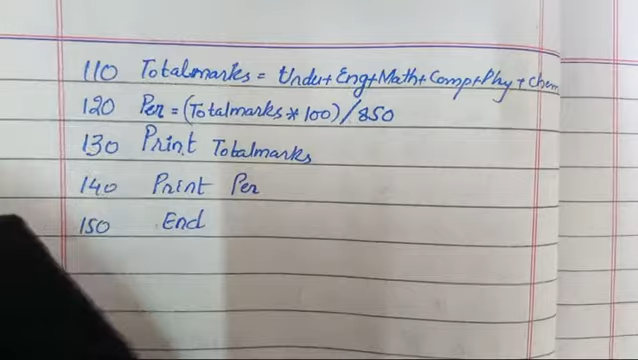 110 Totalmarks = Urdu+Eng+Math+Comp+Phy+Chem
120 Per = (Totalmarks * 100) / 850
130 Print Totalmarks
140 Print Per
150 End